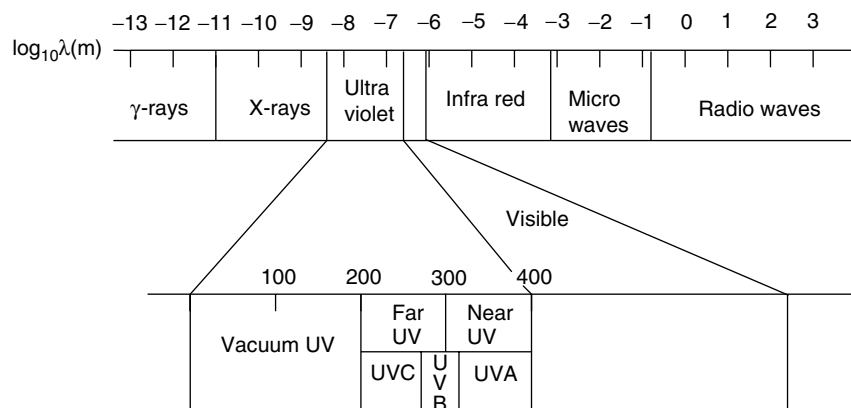 −13 −12 −11 −10 −9 −8 −7 −6 −5 −4 −3 −2 −1 0 1 2 3
log₁₀λ(m)
γ-rays X-rays Ultra violet Infra red Micro waves Radio waves
Visible
100 200 300 400
Vacuum UV Far UV Near UV
UVC UVB UVA